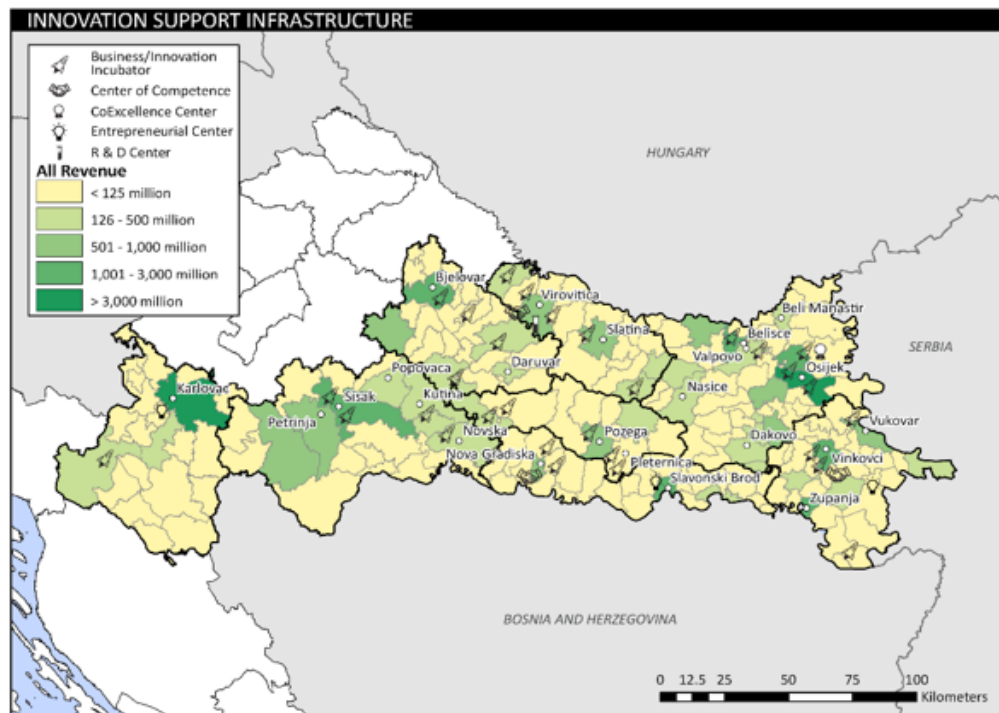 INNOVATION SUPPORT INFRASTRUCTURE
Business/Innovation
Incubator
Center of Competence
CoExcellence Center
Entrepreneurial Center
R & D Center
All Revenue
< 125 million
126 - 500 million
501 - 1,000 million
1,001 - 3,000 million
> 3,000 million
HUNGARY
Bjelovar
Virovitica
Beli Manastir
Slatina
Belisce
SERBIA
Valpovo
Daruvar
Popovaca
Osijek
Karlovac
Nasice
Sisak
Kutina
Petrinja
Vukovar
Novska
Pozega
Dakovo
Nova Gradiska
Vinkovci
Pleternica
Slavonski Brod
Zupanja
BOSNIA AND HERZEGOVINA
0 12.5 25 50 75 100
Kilometers